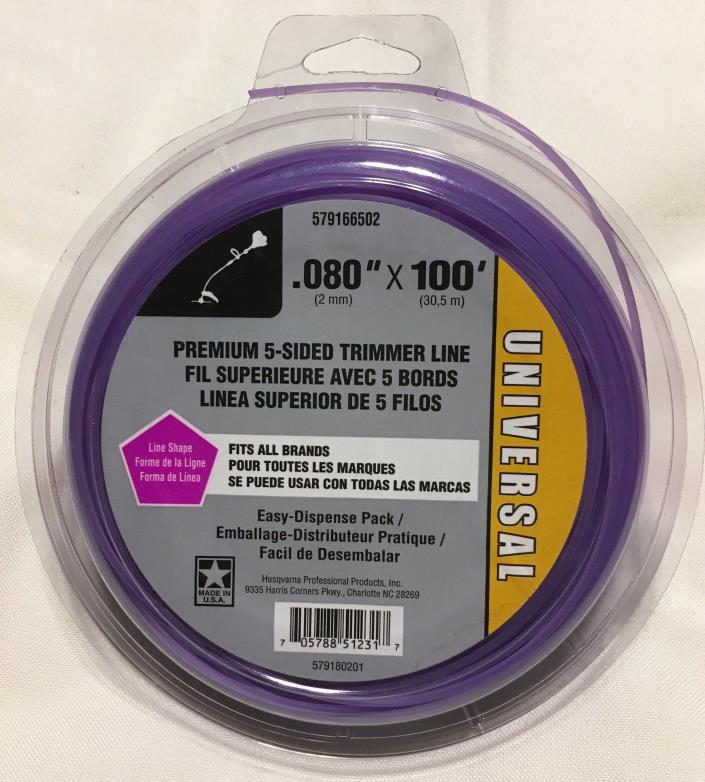 579166502
.080" X 100'
(2 mm) (30,5 m)
PREMIUM 5-SIDED TRIMMER LINE
FIL SUPERIEURE AVEC 5 BORDS
LINEA SUPERIOR DE 5 FILOS
UNIVERSAL
Line Shape
Forme de la Ligne
Forma de Línea
FITS ALL BRANDS
POUR TOUTES LES MARQUES
SE PUEDE USAR CON TODAS LAS MARCAS
Easy-Dispense Pack /
Emballage-Distributeur Pratique /
Facil de Desembalar
MADE IN
U.S.A.
Husqvarna Professional Products, Inc.
9335 Harris Corners Pkwy., Charlotte NC 28269
7 05788 51231 7
579180201